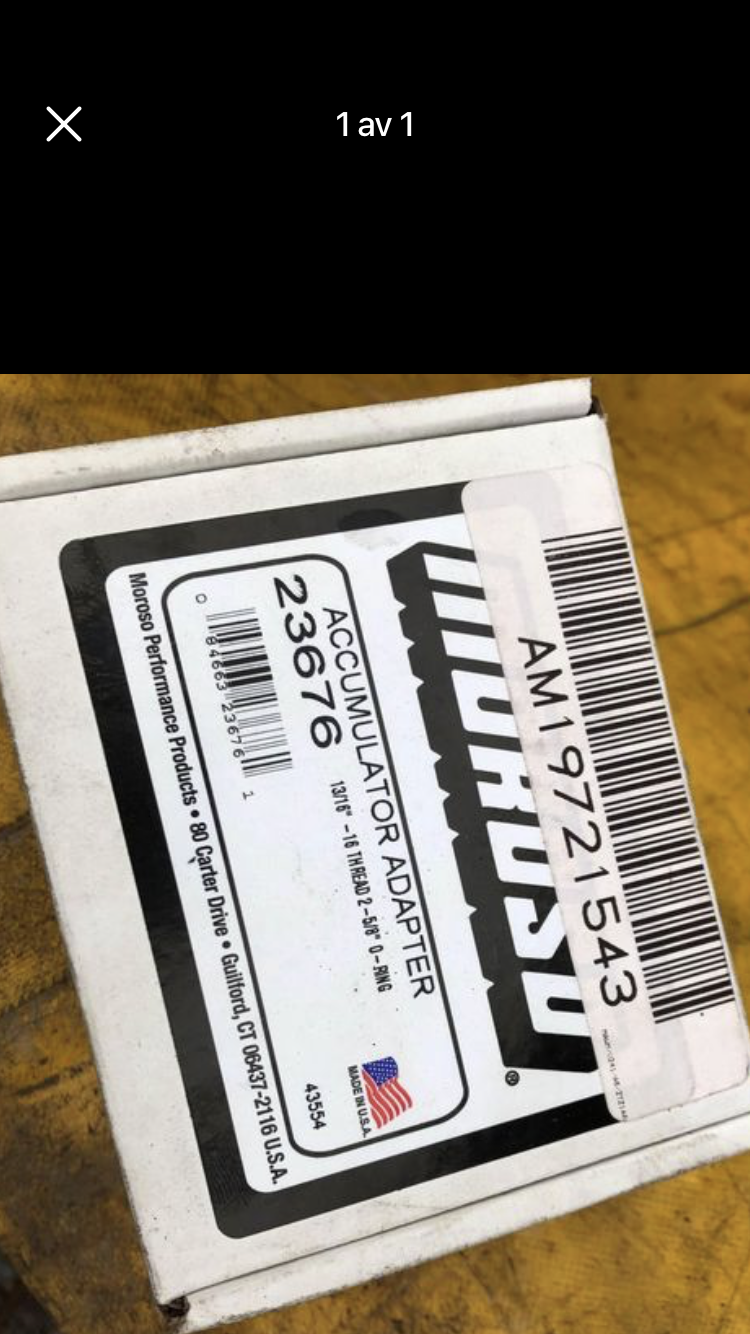 1 av 1
AM19721543
MOROSO®
ACCUMULATOR ADAPTER
23676
13/16" -16 THREAD 2-5/8" O-RING
0 84663 23676 1
MADE IN U.S.A.
43554
Moroso Performance Products • 80 Carter Drive • Guilford, CT 06437-2116 U.S.A.